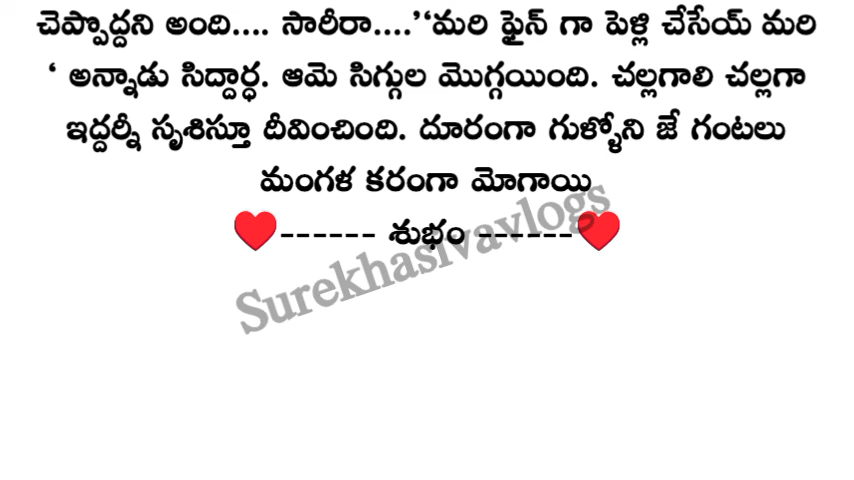 చెప్పొద్దని అంది.... సారీరా....’‘మరి ఫైన్ గా పెళ్లి చేసేయ్ మరి
‘ అన్నాడు సిద్దార్థ. ఆమె సిగ్గుల మొగ్గయింది. చల్లగాలి చల్లగా
ఇద్దర్నీ సృశిస్తూ దీవించింది. దూరంగా గుళ్ళోని జే గంటలు
మంగళ కరంగా మోగాయి
❤------ శుభం ------❤
Surekhasivavlogs